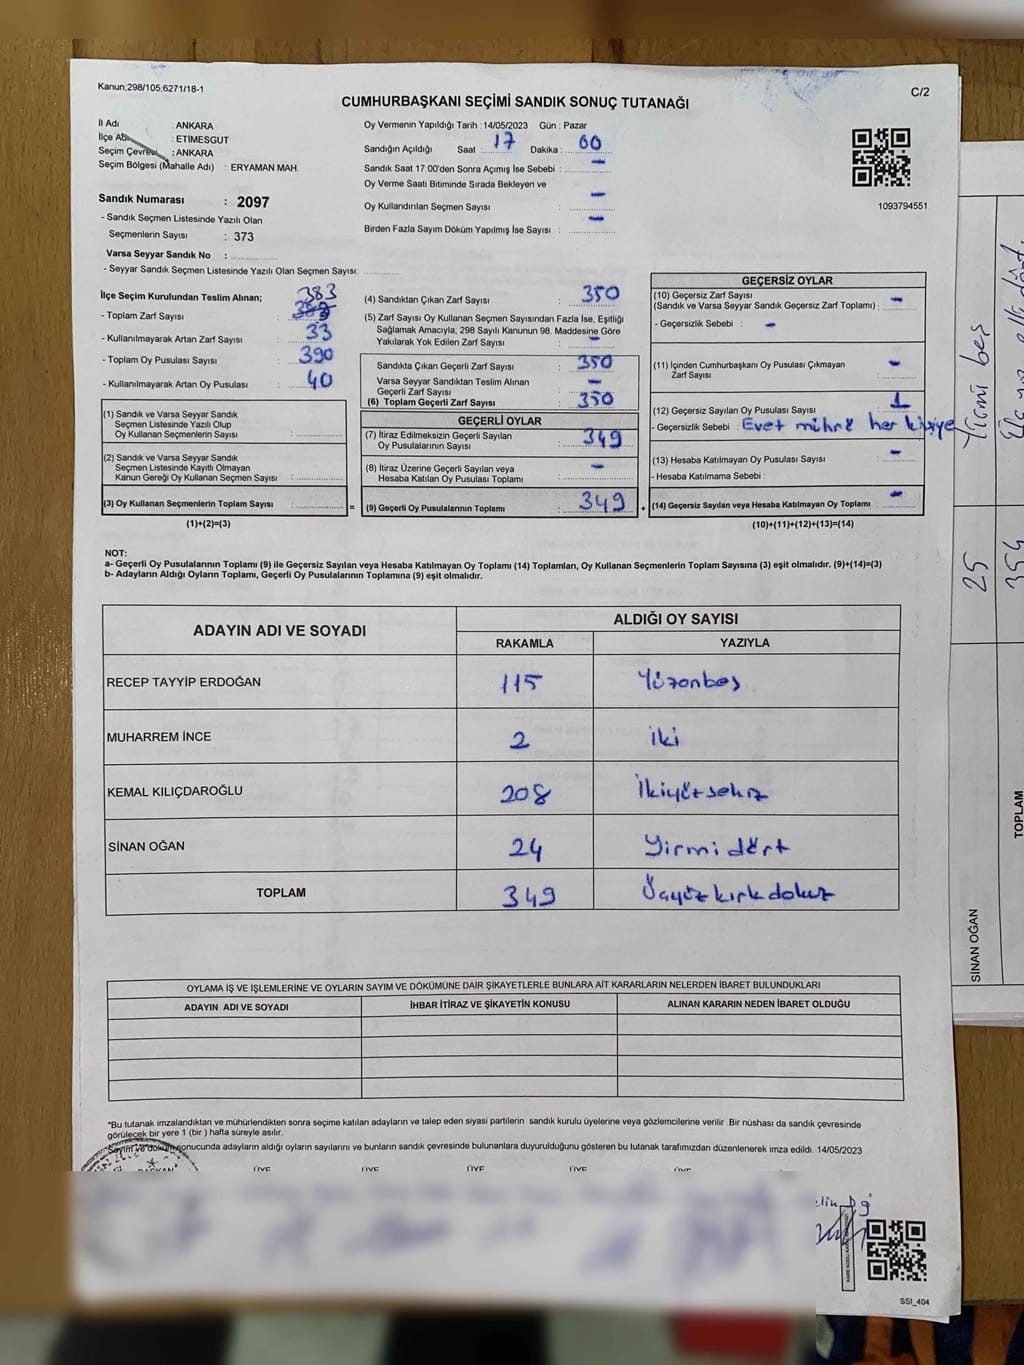 Kanun;298/105,6271/18-1
C/2
CUMHURBAŞKANI SEÇİMİ SANDIK SONUÇ TUTANAĞI
İl Adı : ANKARA
İlçe Adı : ETIMESGUT
Seçim Çevresi : ANKARA
Seçim Bölgesi (Mahalle Adı) : ERYAMAN MAH.
Sandık Numarası : 2097
- Sandık Seçmen Listesinde Yazılı Olan
Seçmenlerin Sayısı : 373
Varsa Seyyar Sandık No :
- Seyyar Sandık Seçmen Listesinde Yazılı Olan Seçmen Sayısı:
Oy Vermenin Yapıldığı Tarih :14/05/2023 Gün : Pazar
Sandığın Açıldığı Saat : 17 Dakika : 00
Sandık Saat 17.00'den Sonra Açımış İse Sebebi : -
Oy Verme Saati Bitiminde Sırada Bekleyen ve
Oy Kullandırılan Seçmen Sayısı : -
Birden Fazla Sayım Döküm Yapılmış İse Sayısı : -
1093794551
İlçe Seçim Kurulundan Teslim Alınan;
383
- Toplam Zarf Sayısı :
- Kullanılmayarak Artan Zarf Sayısı : 33
- Toplam Oy Pusulası Sayısı : 390
- Kullanılmayarak Artan Oy Pusulası : 40
(1) Sandık ve Varsa Seyyar Sandık
Seçmen Listesinde Yazılı Olup
Oy Kullanan Seçmenlerin Sayısı :
(2) Sandık ve Varsa Seyyar Sandık
Seçmen Listesinde Kayıtlı Olmayan
Kanun Gereği Oy Kullanan Seçmen Sayısı :
(3) Oy Kullanan Seçmenlerin Toplam Sayısı : =
(1)+(2)=(3)
(4) Sandıktan Çıkan Zarf Sayısı : 350
(5) Zarf Sayısı Oy Kullanan Seçmen Sayısından Fazla İse, Eşitliği
Sağlamak Amacıyla; 298 Sayılı Kanunun 98. Maddesine Göre
Yakılarak Yok Edilen Zarf Sayısı : -
Sandıkta Çıkan Geçerli Zarf Sayısı : 350
Varsa Seyyar Sandıktan Teslim Alınan
Geçerli Zarf Sayısı : -
(6) Toplam Geçerli Zarf Sayısı : 350
GEÇERLİ OYLAR
(7) İtiraz Edilmeksizin Geçerli Sayılan
Oy Pusulalarının Sayısı : 349
(8) İtiraz Üzerine Geçerli Sayılan veya
Hesaba Katılan Oy Pusulası Toplamı : -
(9) Geçerli Oy Pusulalarının Toplamı : 349 +
GEÇERSİZ OYLAR
(10) Geçersiz Zarf Sayısı
(Sandık ve Varsa Seyyar Sandık Geçersiz Zarf Toplamı) : -
- Geçersizlik Sebebi : -
(11) İçinden Cumhurbaşkanı Oy Pusulası Çıkmayan
Zarf Sayısı : -
(12) Geçersiz Sayılan Oy Pusulası Sayısı : 1
- Geçersizlik Sebebi : Evet mührü her kişiye
(13) Hesaba Katılmayan Oy Pusulası Sayısı : -
- Hesaba Katılmama Sebebi :
(14) Geçersiz Sayılan veya Hesaba Katılmayan Oy Toplamı : -
(10)+(11)+(12)+(13)=(14)
NOT:
a- Geçerli Oy Pusulalarının Toplamı (9) ile Geçersiz Sayılan veya Hesaba Katılmayan Oy Toplamı (14) Toplamları, Oy Kullanan Seçmenlerin Toplam Sayısına (3) eşit olmalıdır. (9)+(14)=(3)
b- Adayların Aldığı Oyların Toplamı, Geçerli Oy Pusulalarının Toplamına (9) eşit olmalıdır.
ADAYIN ADI VE SOYADI
ALDIĞI OY SAYISI
RAKAMLA YAZIYLA
RECEP TAYYİP ERDOĞAN 115 Yüzonbeş
MUHARREM İNCE 2 iki
KEMAL KILIÇDAROĞLU 208 İkiyüzsekiz
SİNAN OĞAN 24 Yirmi dört
TOPLAM 349 Üçyüz kırk dokuz
OYLAMA İŞ VE İŞLEMLERİNE VE OYLARIN SAYIM VE DÖKÜMÜNE DAİR ŞİKAYETLERLE BUNLARA AİT KARARLARIN NELERDEN İBARET BULUNDUKLARI
ADAYIN ADI VE SOYADI İHBAR İTİRAZ VE ŞİKAYETİN KONUSU ALINAN KARARIN NEDEN İBARET OLDUĞU
*Bu tutanak imzalandıktan ve mühürlendikten sonra seçime katılan adayların ve talep eden siyasi partilerin sandık kurulu üyelerine veya gözlemcilerine verilir .Bir nüshası da sandık çevresinde
görülecek bir yere 1 (bir ) hafta süreyle asılır.
Sayım ve döküm sonucunda adayların aldığı oyların sayılarını ve bunların sandık çevresinde bulunanlara duyurulduğunu gösteren bu tutanak tarafımızdan düzenlenerek imza edildi. 14/05/2023
BAŞKAN ÜYE ÜYE ÜYE ÜYE ÜYE
SSI_404
SİNAN OĞAN 25 Yirmi beş
TOPLAM 354